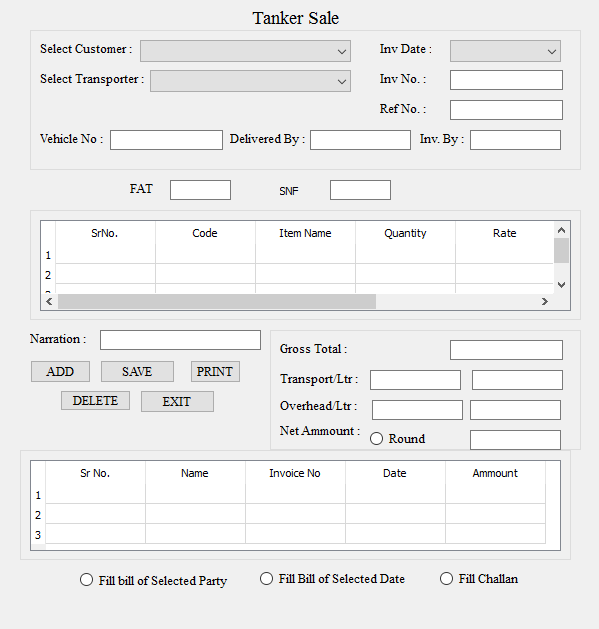 Tanker Sale
Select Customer : Inv Date :
Select Transporter : Inv No. :
Ref No. :
Vehicle No : Delivered By : Inv. By :
FAT SNF
SrNo. Code Item Name Quantity Rate
1
2
Narration : Gross Total :
ADD SAVE PRINT Transport/Ltr :
DELETE EXIT Overhead/Ltr :
Net Ammount : Round
Sr No. Name Invoice No Date Ammount
1
2
3
Fill bill of Selected Party Fill Bill of Selected Date Fill Challan